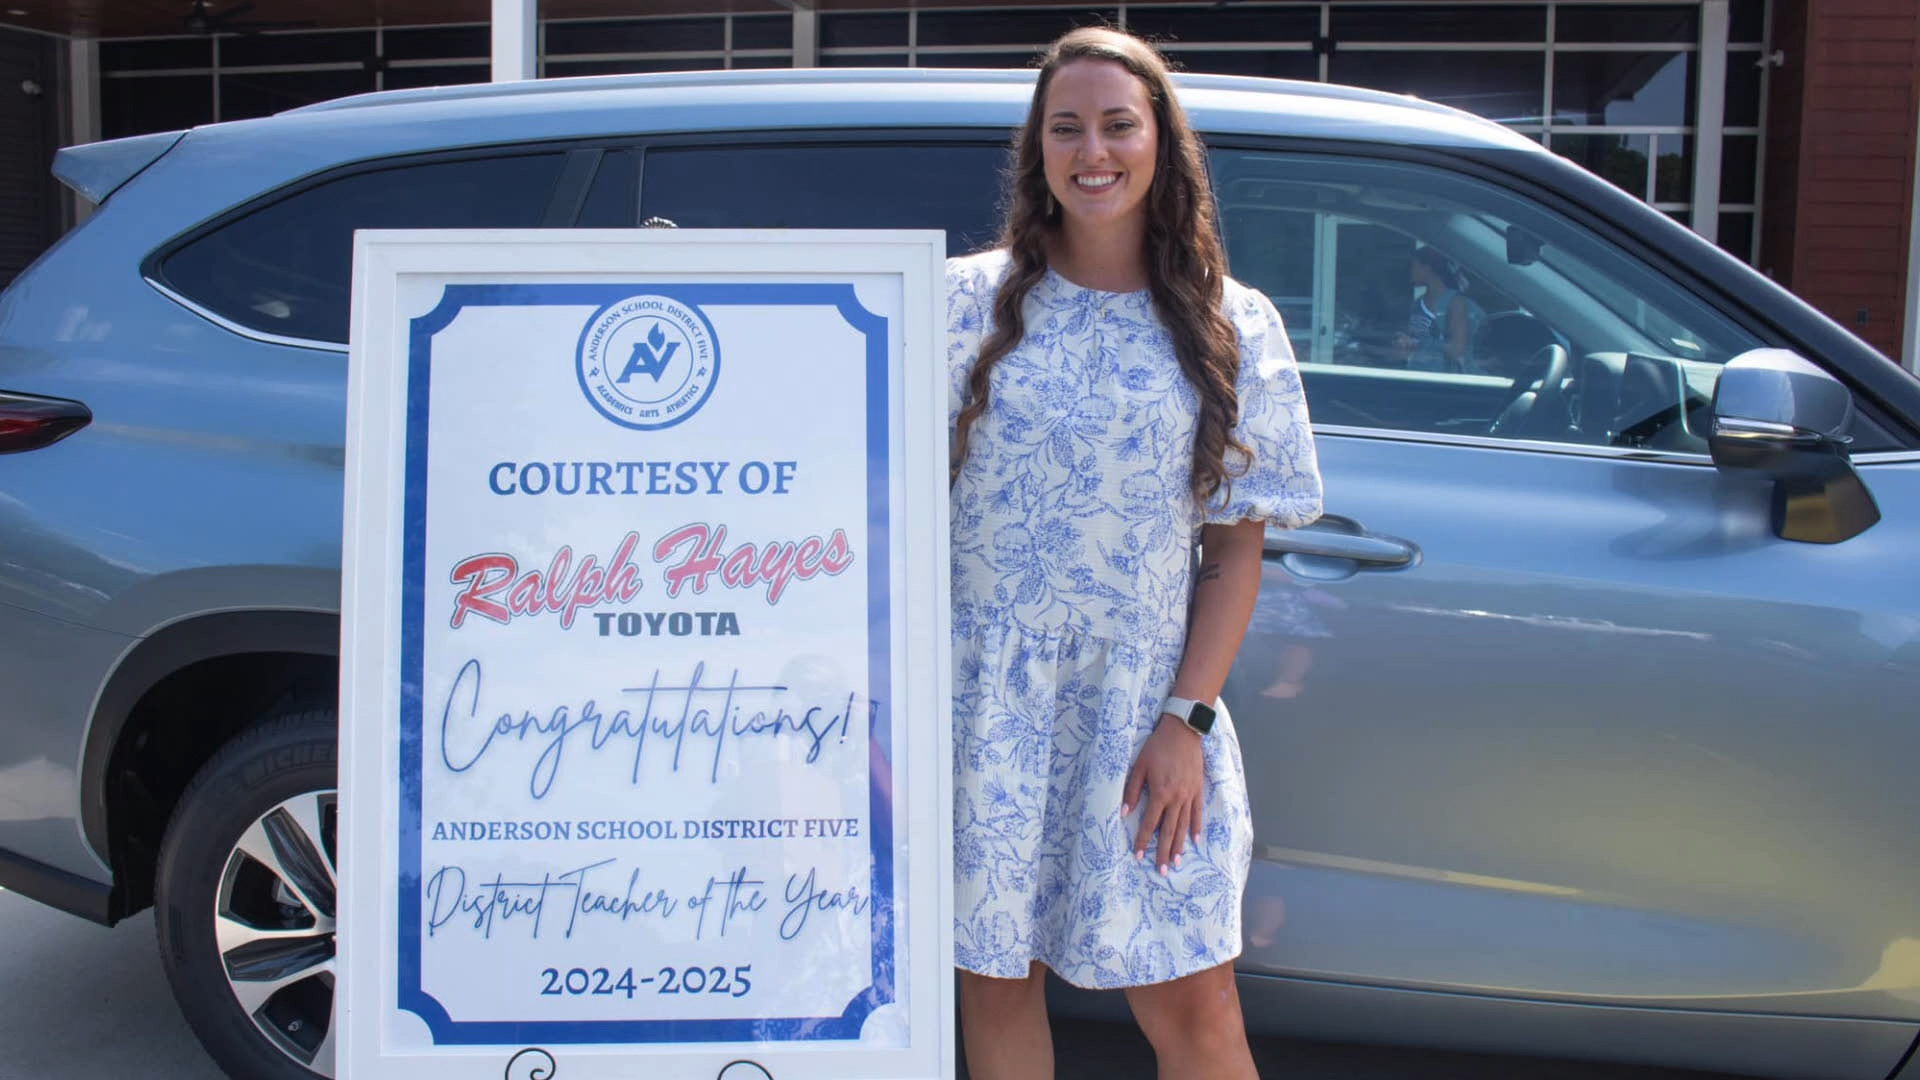 ANDERSON SCHOOL DISTRICT FIVE
AV
ACADEMICS ARTS ATHLETICS
COURTESY OF
Ralph Hayes
TOYOTA
Congratulations!
ANDERSON SCHOOL DISTRICT FIVE
District Teacher of the Year
2024-2025
MICHELIN